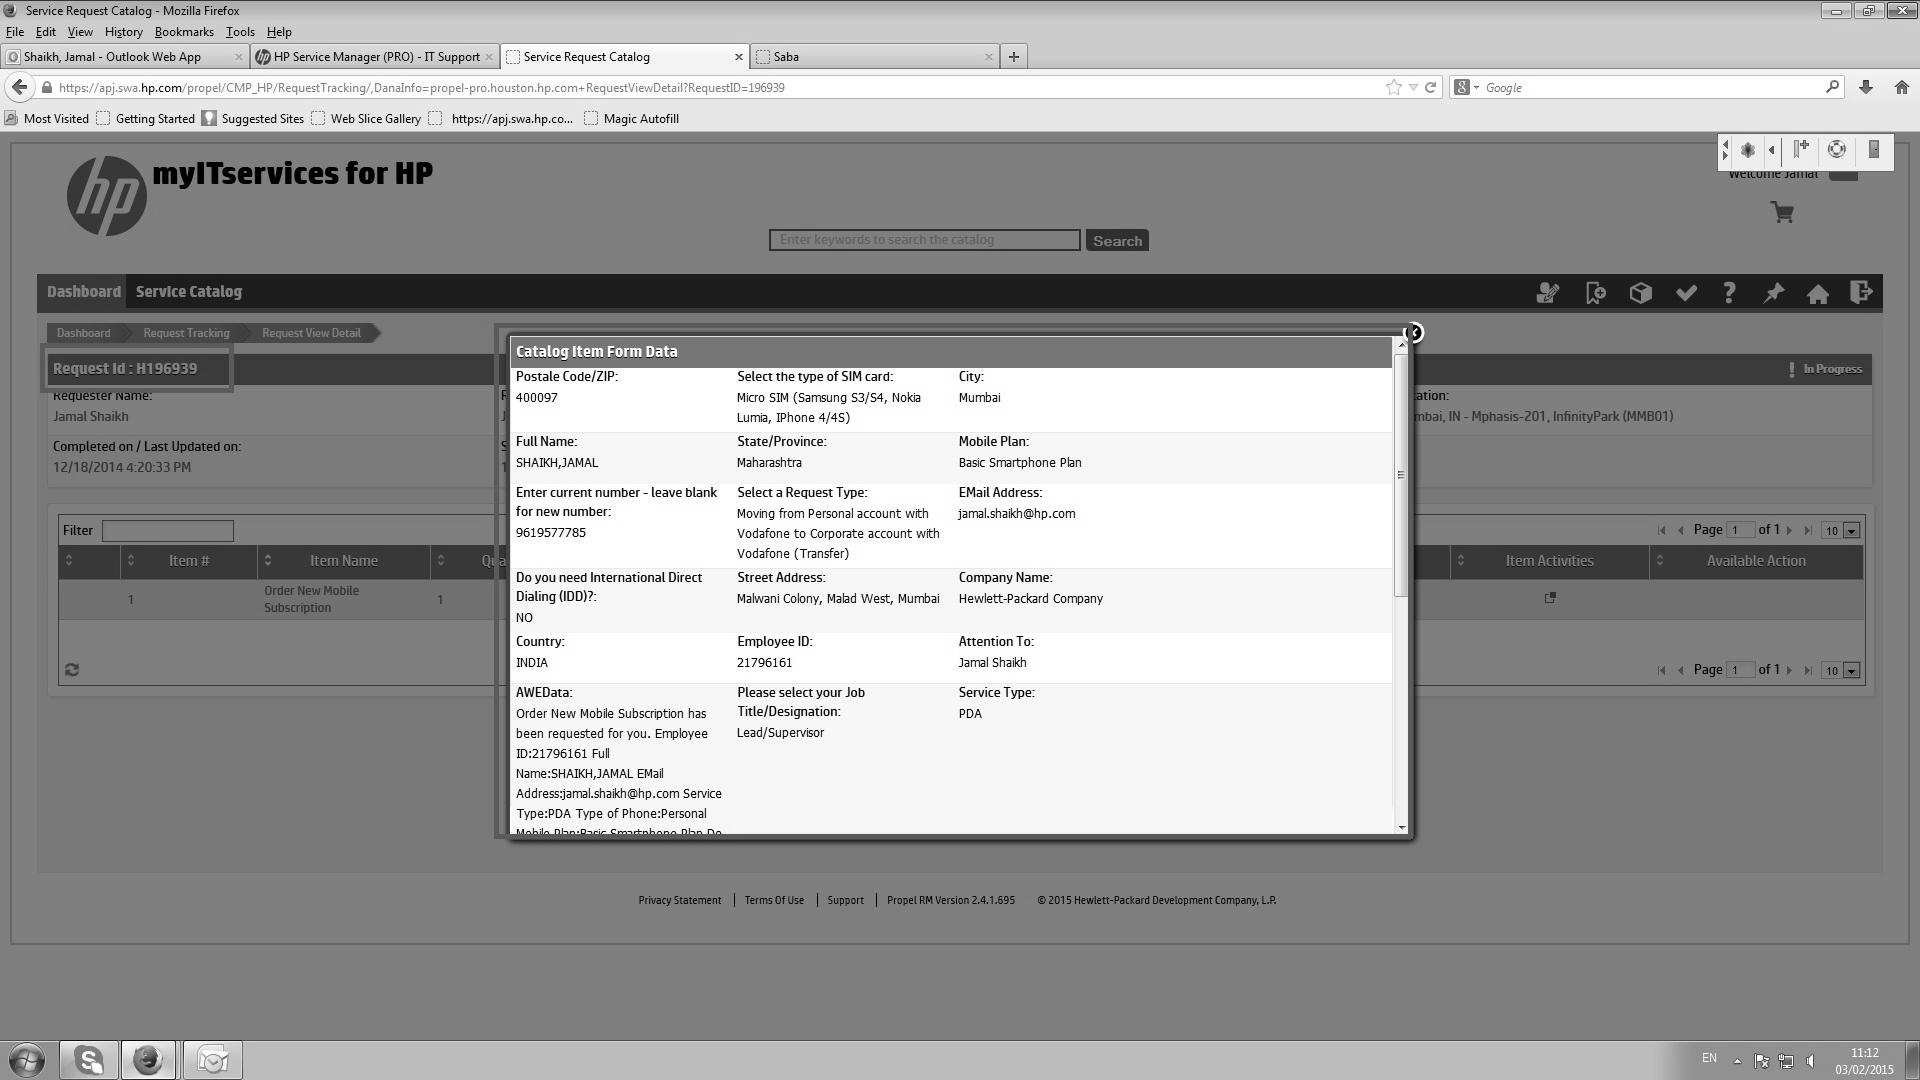 Service Request Catalog - Mozilla Firefox
File Edit View History Bookmarks Tools Help
Shaikh, Jamal - Outlook Web App
HP Service Manager (PRO) - IT Support
Service Request Catalog
Saba
https://apj.swa.hp.com/propel/CMP_HP/RequestTracking/,DanaInfo=propel-pro.houston.hp.com+RequestViewDetail?RequestID=196939
Google
Most Visited Getting Started Suggested Sites Web Slice Gallery https://apj.swa.hp.co... Magic Autofill
hp
myITservices for HP
Welcome Jamal
Enter keywords to search the catalog
Search
Dashboard Service Catalog
Dashboard Request Tracking Request View Detail
Request Id : H196939
In Progress
Requester Name:
Jamal Shaikh
Completed on / Last Updated on:
12/18/2014 4:20:33 PM
ation:
mbai, IN - Mphasis-201, InfinityPark (MMB01)
Filter
Page 1 of 1 10
Item # Item Name Qua
Item Activities Available Action
1
Order New Mobile
Subscription
1
Page 1 of 1 10
Catalog Item Form Data
Postale Code/ZIP:
400097
Select the type of SIM card:
Micro SIM (Samsung S3/S4, Nokia
Lumia, IPhone 4/4S)
City:
Mumbai
Full Name:
SHAIKH,JAMAL
State/Province:
Maharashtra
Mobile Plan:
Basic Smartphone Plan
Enter current number - leave blank
for new number:
9619577785
Select a Request Type:
Moving from Personal account with
Vodafone to Corporate account with
Vodafone (Transfer)
EMail Address:
jamal.shaikh@hp.com
Do you need International Direct
Dialing (IDD)?:
NO
Street Address:
Malwani Colony, Malad West, Mumbai
Company Name:
Hewlett-Packard Company
Country:
INDIA
Employee ID:
21796161
Attention To:
Jamal Shaikh
AWEData:
Order New Mobile Subscription has
been requested for you. Employee
ID:21796161 Full
Name:SHAIKH,JAMAL EMail
Address:jamal.shaikh@hp.com Service
Type:PDA Type of Phone:Personal
Mobile Plan:Basic Smartphone Plan Do
Please select your Job
Title/Designation:
Lead/Supervisor
Service Type:
PDA
Privacy Statement Terms Of Use Support Propel RM Version 2.4.1.695 © 2015 Hewlett-Packard Development Company, L.P.
EN
11:12
03/02/2015